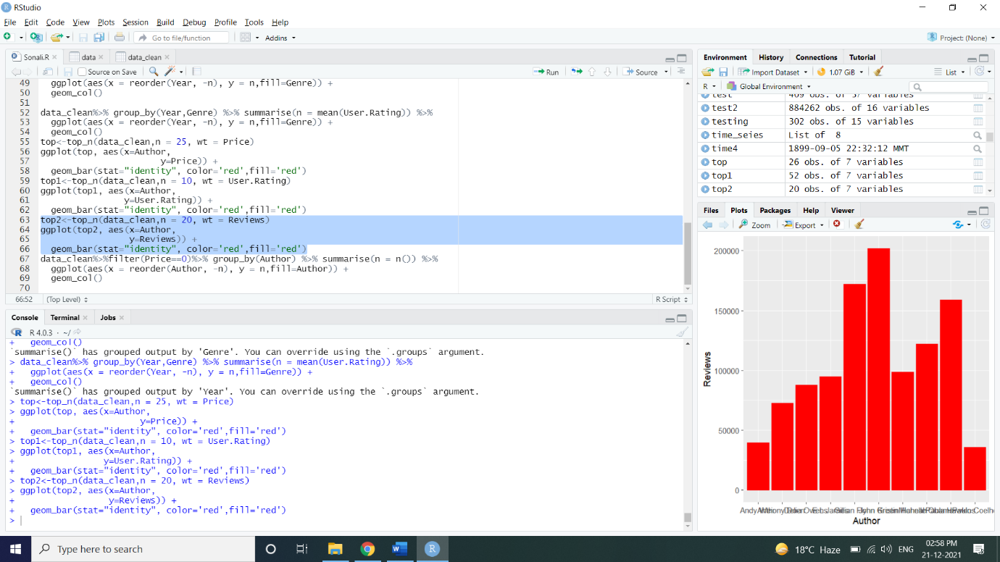 RStudio
File Edit Code View Plots Session Build Debug Profile Tools Help
Go to file/function
Addins
Project: (None)
Sonali.R
data
data_clean
Source on Save
Run
Source
49 ggplot(aes(x = reorder(Year, -n), y = n,fill=Genre)) +
50 geom_col()
51
52 data_clean%>% group_by(Year,Genre) %>% summarise(n = mean(User.Rating)) %>%
53 ggplot(aes(x = reorder(Year, -n), y = n,fill=Genre)) +
54 geom_col()
55 top<-top_n(data_clean,n = 25, wt = Price)
56 ggplot(top, aes(x=Author,
57 y=Price)) +
58 geom_bar(stat="identity", color='red',fill='red')
59 top1<-top_n(data_clean,n = 10, wt = User.Rating)
60 ggplot(top1, aes(x=Author,
61 y=User.Rating)) +
62 geom_bar(stat="identity", color='red',fill='red')
63 top2<-top_n(data_clean,n = 20, wt = Reviews)
64 ggplot(top2, aes(x=Author,
65 y=Reviews)) +
66 geom_bar(stat="identity", color='red',fill='red')
67 data_clean%>%filter(Price==0)%>% group_by(Author) %>% summarise(n = n()) %>%
68 ggplot(aes(x = reorder(Author, -n), y = n,fill=Author)) +
69 geom_col()
70
66:52 (Top Level) R Script
Console Terminal Jobs
R 4.0.3 · ~/
+ geom_col()
`summarise()` has grouped output by 'Genre'. You can override using the `.groups` argument.
> data_clean%>% group_by(Year,Genre) %>% summarise(n = mean(User.Rating)) %>%
+ ggplot(aes(x = reorder(Year, -n), y = n,fill=Genre)) +
+ geom_col()
`summarise()` has grouped output by 'Year'. You can override using the `.groups` argument.
> top<-top_n(data_clean,n = 25, wt = Price)
> ggplot(top, aes(x=Author,
+ y=Price)) +
+ geom_bar(stat="identity", color='red',fill='red')
> top1<-top_n(data_clean,n = 10, wt = User.Rating)
> ggplot(top1, aes(x=Author,
+ y=User.Rating)) +
+ geom_bar(stat="identity", color='red',fill='red')
> top2<-top_n(data_clean,n = 20, wt = Reviews)
> ggplot(top2, aes(x=Author,
+ y=Reviews)) +
+ geom_bar(stat="identity", color='red',fill='red')
>
Environment History Connections Tutorial
Import Dataset 1.07 GiB List
R Global Environment
test 409 obs. of 57 variables
test2 884262 obs. of 16 variables
testing 302 obs. of 15 variables
time_seies List of 8
time4 1899-09-05 22:32:12 MMT
top 26 obs. of 7 variables
top1 52 obs. of 7 variables
top2 20 obs. of 7 variables
Files Plots Packages Help Viewer
Zoom Export
200000
150000
100000
50000
0
Reviews
Author
Type here to search
18°C Haze
ENG
02:58 PM
21-12-2021